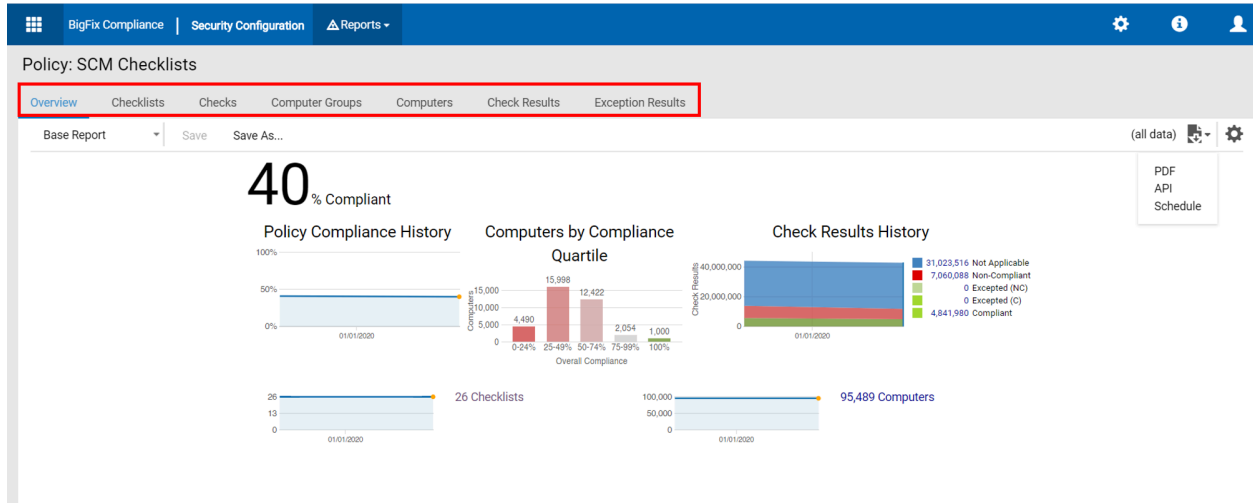 BigFix Compliance | Security Configuration Reports
Policy: SCM Checklists
Overview Checklists Checks Computer Groups Computers Check Results Exception Results
Base Report Save Save As... (all data)
PDF
API
Schedule
40% Compliant
Policy Compliance History
100%
50%
0%
01/01/2020
Computers by Compliance
Quartile
Computers
15,000
10,000
5,000
0
4,490
15,998
12,422
2,054
1,000
0-24% 25-49% 50-74% 75-99% 100%
Overall Compliance
Check Results History
Check Results
40,000,000
20,000,000
0
01/01/2020
31,023,516 Not Applicable
7,060,088 Non-Compliant
0 Excepted (NC)
0 Excepted (C)
4,841,980 Compliant
26
13
0
01/01/2020
26 Checklists
100,000
50,000
0
01/01/2020
95,489 Computers